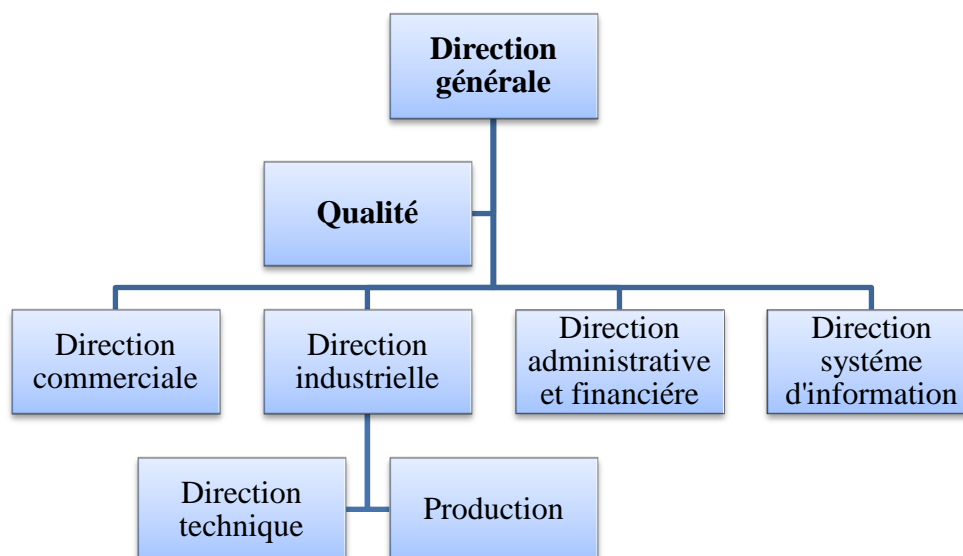 Direction
générale
Qualité
Direction
commerciale
Direction
industrielle
Direction
administrative
et financiére
Direction
systéme
d'information
Direction
technique
Production